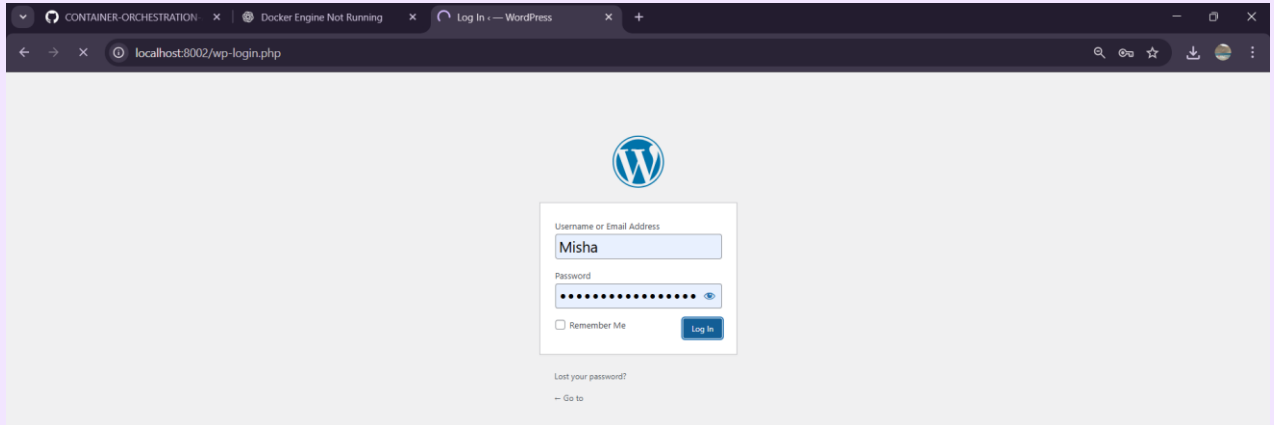 CONTAINER-ORCHESTRATION- Docker Engine Not Running Log In ‹ — WordPress
localhost:8002/wp-login.php
Username or Email Address
Misha
Password
Remember Me Log In
Lost your password?
← Go to